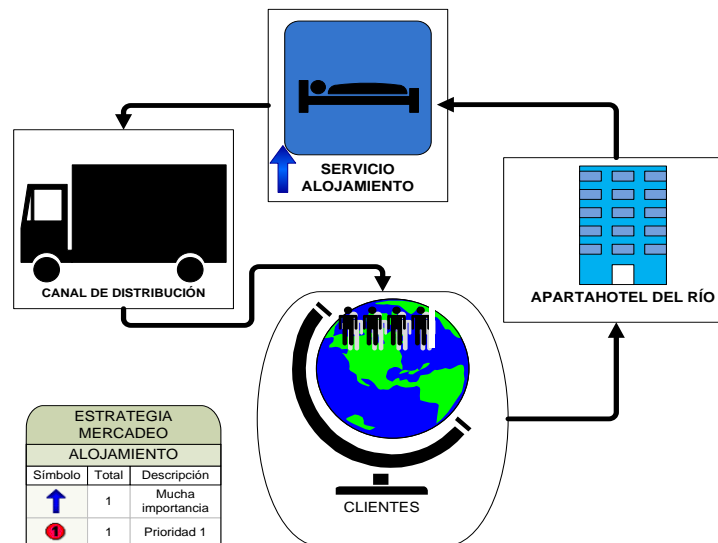 SERVICIO
ALOJAMIENTO
CANAL DE DISTRIBUCIÓN
APARTAHOTEL DEL RÍO
CLIENTES
ESTRATEGIA
MERCADEO
ALOJAMIENTO
Símbolo Total Descripción
1 Mucha
importancia
1 1 Prioridad 1